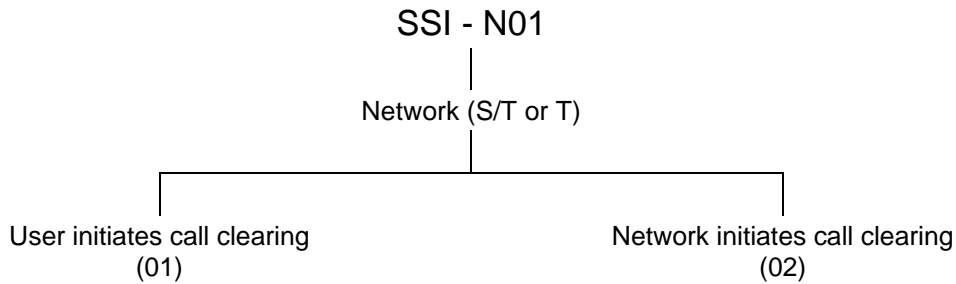 SSI - N01
Network (S/T or T)
User initiates call clearing
(01)
Network initiates call clearing
(02)